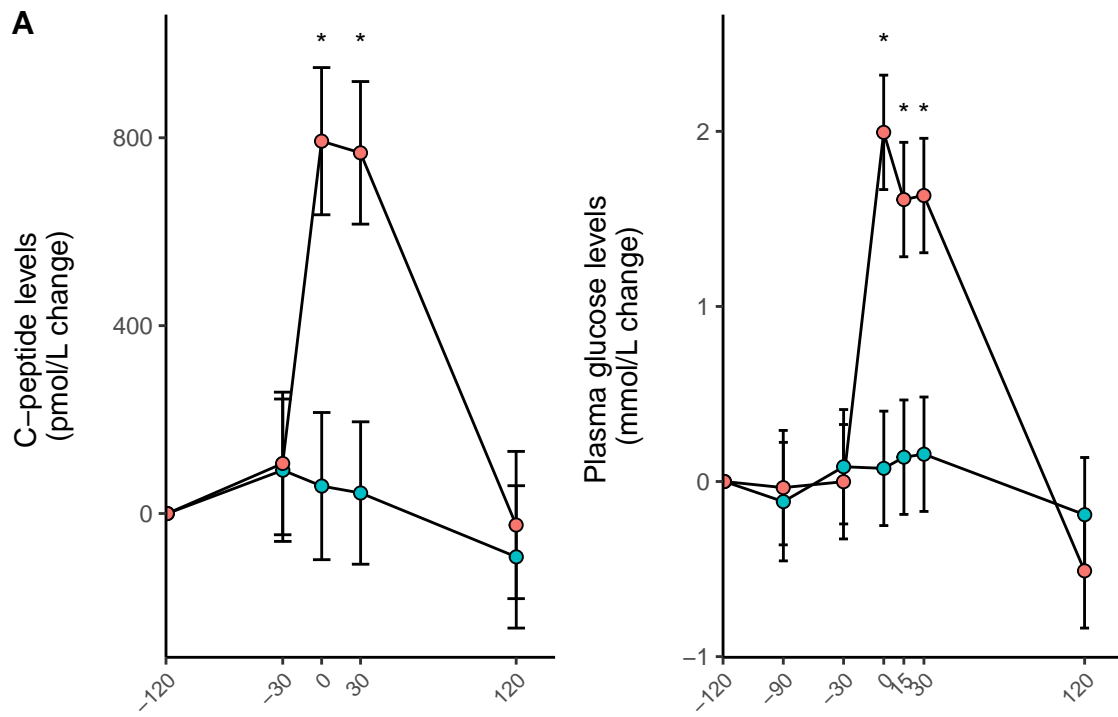 A
C−peptide levels
(pmol/L change)
800
400
0
* *
−120 −30 0 30 120
Plasma glucose levels
(mmol/L change)
2
1
0
−1
*
* *
−120 −90 −30 0 15 30 120